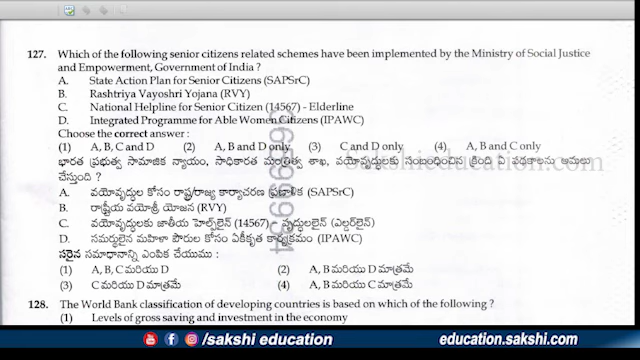 127. Which of the following senior citizens related schemes have been implemented by the Ministry of Social Justice
and Empowerment, Government of India ?
A. State Action Plan for Senior Citizens (SAPSrC)
B. Rashtriya Vayoshri Yojana (RVY)
C. National Helpline for Senior Citizen (14567) - Elderline
D. Integrated Programme for Able Women Citizens (IPAWC)
Choose the correct answer :
(1) A, B, C and D (2) A, B and D only (3) C and D only (4) A, B and C only
భారత ప్రభుత్వ సామాజిక న్యాయం, సాధికారత మంత్రిత్వ శాఖ, వయోవృద్ధులకు సంబంధించిన క్రింది ఏ పథకాలను అమలు
చేస్తుంది ?
A. వయోవృద్ధుల కోసం రాష్ట్ర/రాజ్య కార్యాచరణ ప్రణాళిక (SAPSrC)
B. రాష్ట్రీయ వయోశ్రీ యోజన (RVY)
C. వయోవృద్ధులకు జాతీయ హెల్ప్‌లైన్ (14567) - వృద్ధులలైన్ (ఎల్డర్‌లైన్)
D. సమర్థులైన మహిళా పౌరుల కోసం ఏకీకృత కార్యక్రమం (IPAWC)
సరైన సమాధానాన్ని ఎంపిక చేయుము :
(1) A, B, C మరియు D (2) A, B మరియు D మాత్రమే
(3) C మరియు D మాత్రమే (4) A, B మరియు C మాత్రమే
128. The World Bank classification of developing countries is based on which of the following ?
(1) Levels of gross saving and investment in the economy
/sakshi education education.sakshi.com